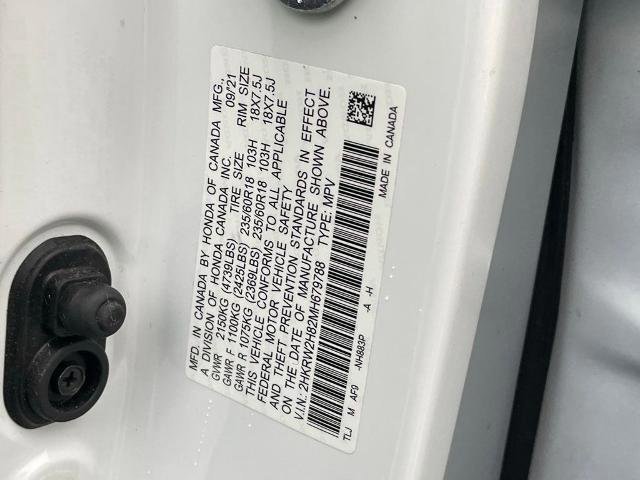 MFD. IN CANADA BY HONDA OF CANADA MFG.,
A DIVISION OF HONDA CANADA INC. 09/21
GVWR 2150KG (4739LBS) TIRE SIZE RIM SIZE
GAWR F 1100KG (2425LBS) 235/60R18 103H 18X7.5J
GAWR R 1075KG (2369LBS) 235/60R18 103H 18X7.5J
THIS VEHICLE CONFORMS TO ALL APPLICABLE
FEDERAL MOTOR VEHICLE SAFETY
AND THEFT PREVENTION STANDARDS IN EFFECT
ON THE DATE OF MANUFACTURE SHOWN ABOVE.
V.I.N.: 2HKRW2H82MH679788 TYPE: MPV
TLJ M AF9 -NH883P -A -H MADE IN CANADA